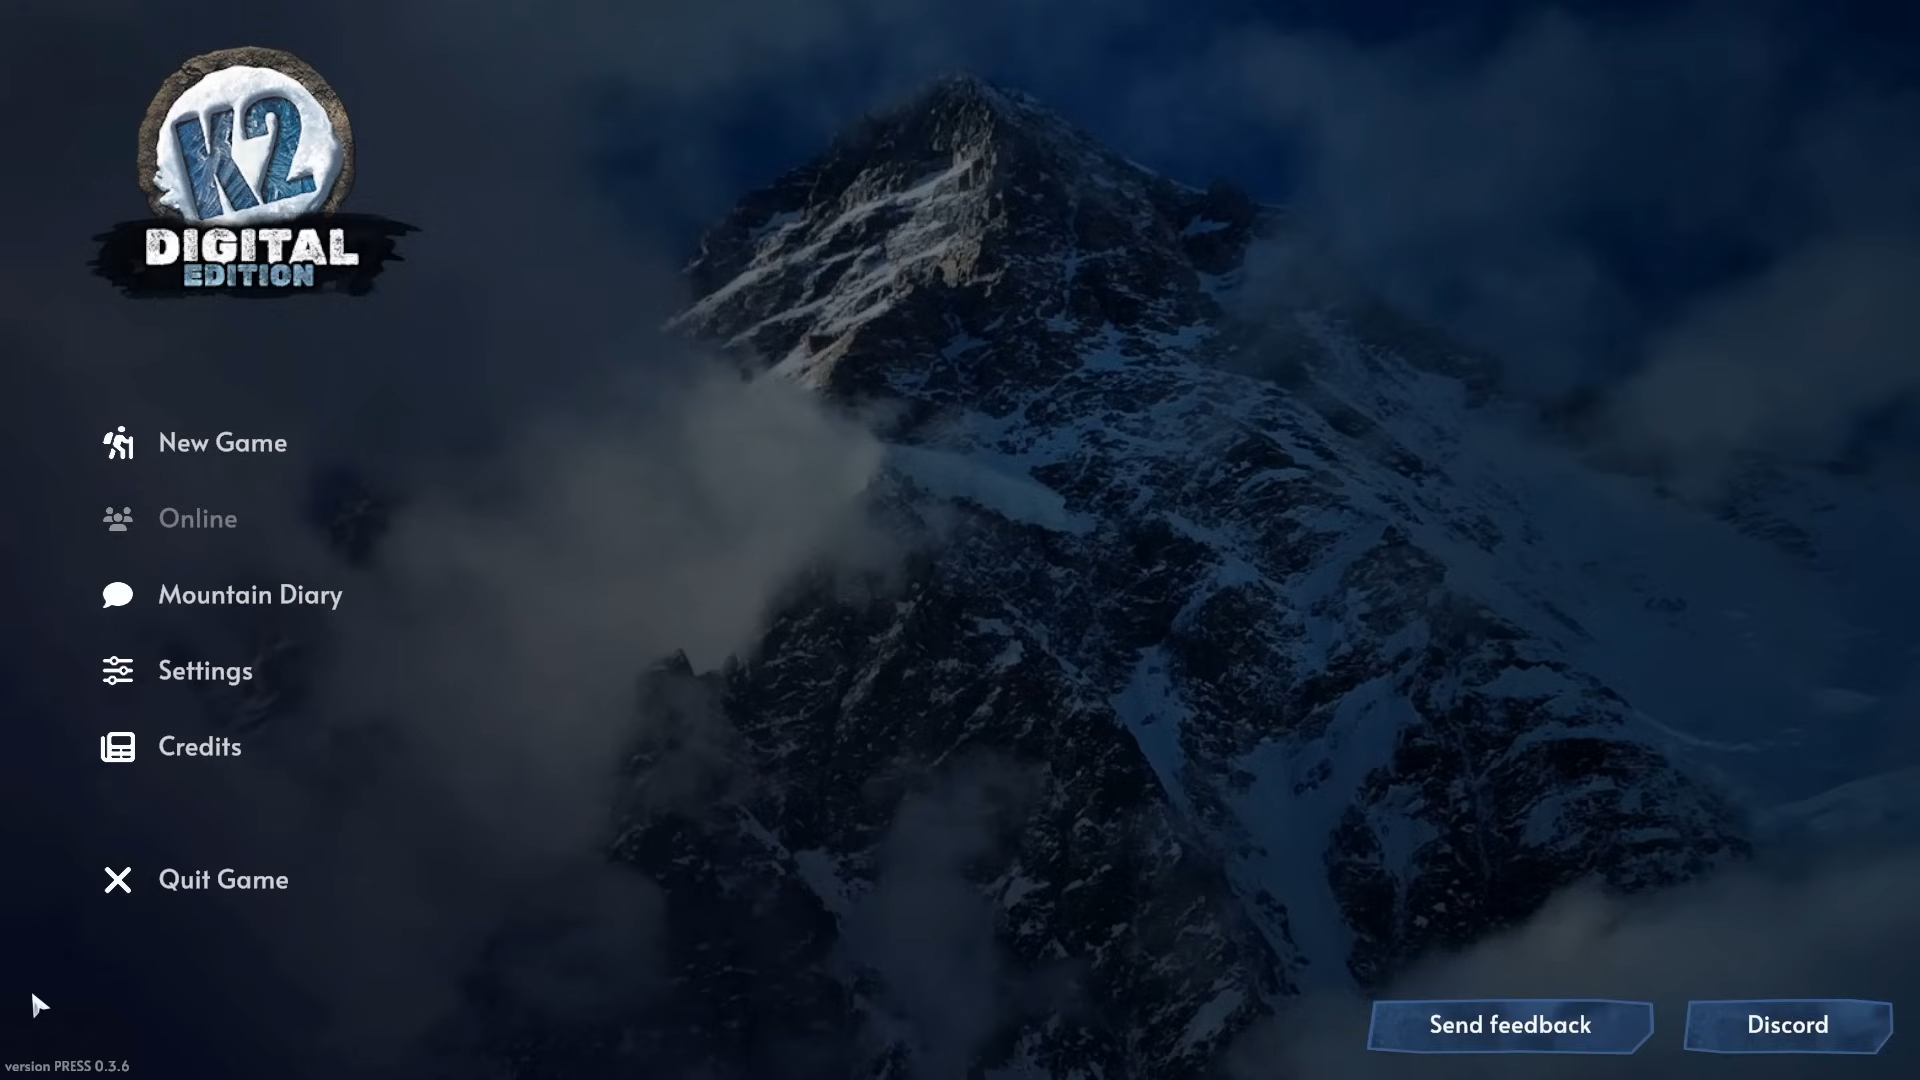 K2
DIGITAL
EDITION
New Game
Online
Mountain Diary
Settings
Credits
Quit Game
Send feedback
Discord
version PRESS 0.3.6